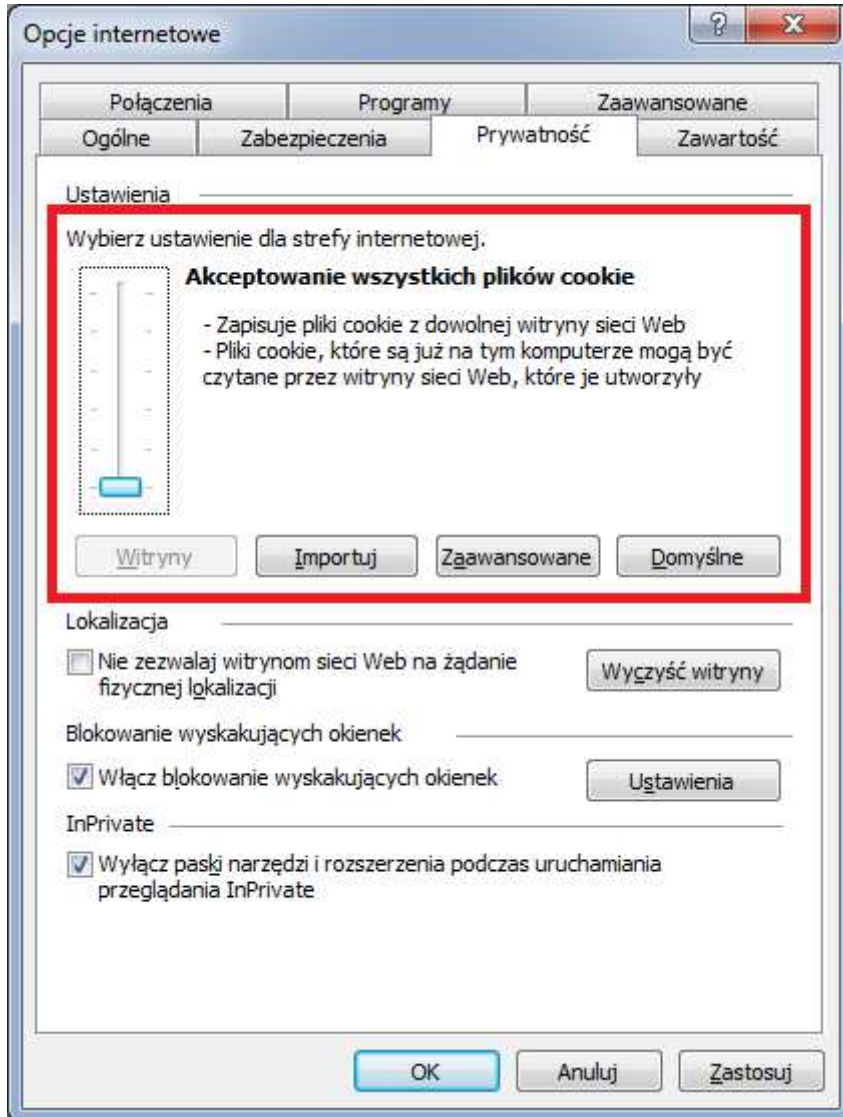 Opcje internetowe
Połączenia Programy Zaawansowane
Ogólne Zabezpieczenia Prywatność Zawartość
Ustawienia
Wybierz ustawienie dla strefy internetowej.
Akceptowanie wszystkich plików cookie
- Zapisuje pliki cookie z dowolnej witryny sieci Web
- Pliki cookie, które są już na tym komputerze mogą być
czytane przez witryny sieci Web, które je utworzyły
Witryny Importuj Zaawansowane Domyślne
Lokalizacja
Nie zezwalaj witrynom sieci Web na żądanie
fizycznej lokalizacji
Wyczyść witryny
Blokowanie wyskakujących okienek
Włącz blokowanie wyskakujących okienek
Ustawienia
InPrivate
Wyłącz paski narzędzi i rozszerzenia podczas uruchamiania
przeglądania InPrivate
OK Anuluj Zastosuj